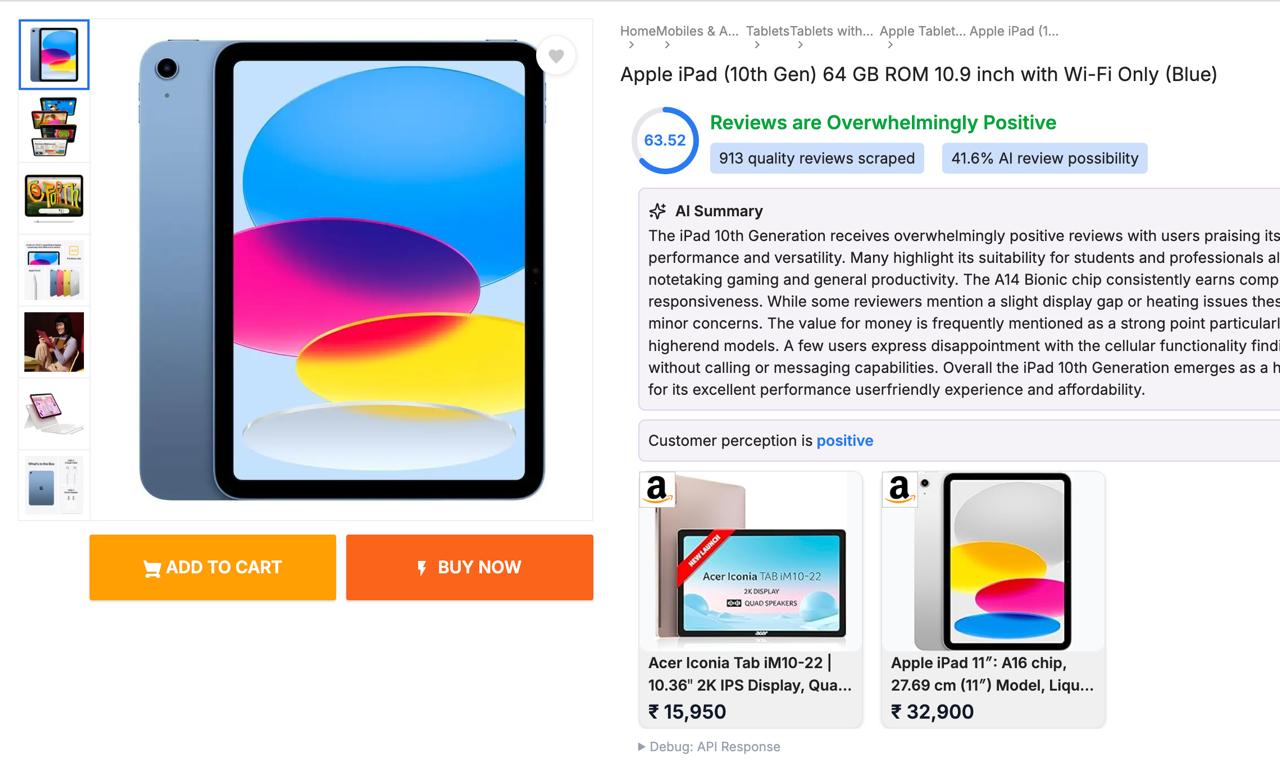 HomeMobiles & A... TabletsTablets with... Apple Tablet... Apple iPad (1...
Apple iPad (10th Gen) 64 GB ROM 10.9 inch with Wi-Fi Only (Blue)
63.52
Reviews are Overwhelmingly Positive
913 quality reviews scraped
41.6% AI review possibility
AI Summary
The iPad 10th Generation receives overwhelmingly positive reviews with users praising its
performance and versatility. Many highlight its suitability for students and professionals al
notetaking gaming and general productivity. The A14 Bionic chip consistently earns comp
responsiveness. While some reviewers mention a slight display gap or heating issues thes
minor concerns. The value for money is frequently mentioned as a strong point particularl
higherend models. A few users express disappointment with the cellular functionality findi
without calling or messaging capabilities. Overall the iPad 10th Generation emerges as a h
for its excellent performance userfriendly experience and affordability.
Customer perception is positive
ADD TO CART
BUY NOW
a
NEW LAUNCH
Acer Iconia TAB iM10-22
2K DISPLAY
QUAD SPEAKERS
acer
Acer Iconia Tab iM10-22 |
10.36" 2K IPS Display, Qua...
₹ 15,950
a
Apple iPad 11″: A16 chip,
27.69 cm (11″) Model, Liqu...
₹ 32,900
Debug: API Response